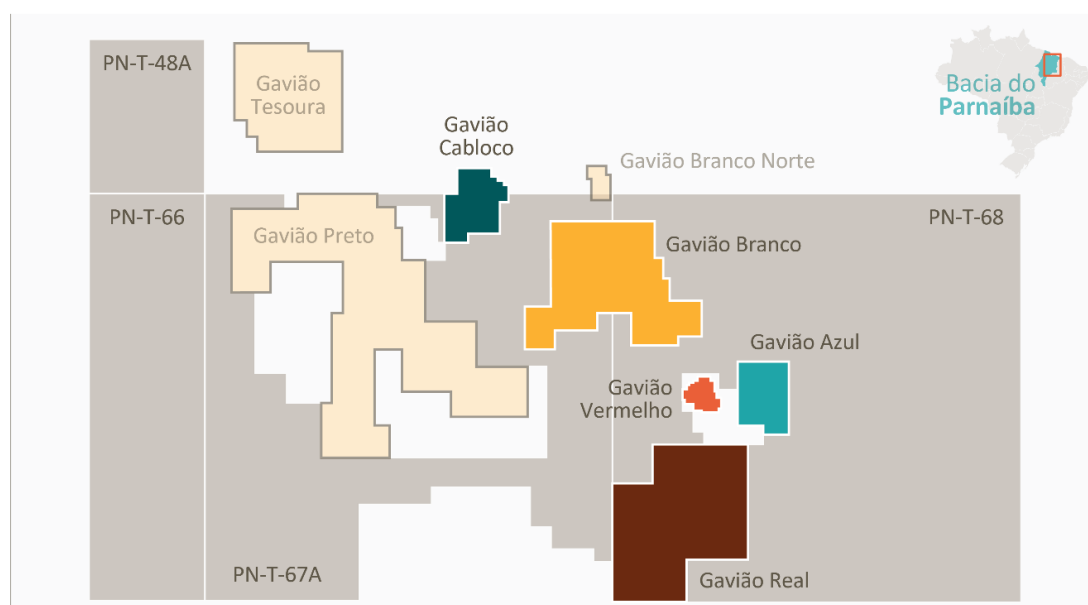 PN-T-48A
Gavião
Tesoura
Gavião
Cabloco
Gavião Branco Norte
Bacia do
Parnaíba
PN-T-66
Gavião Preto
Gavião Branco
PN-T-68
Gavião Azul
Gavião
Vermelho
PN-T-67A
Gavião Real